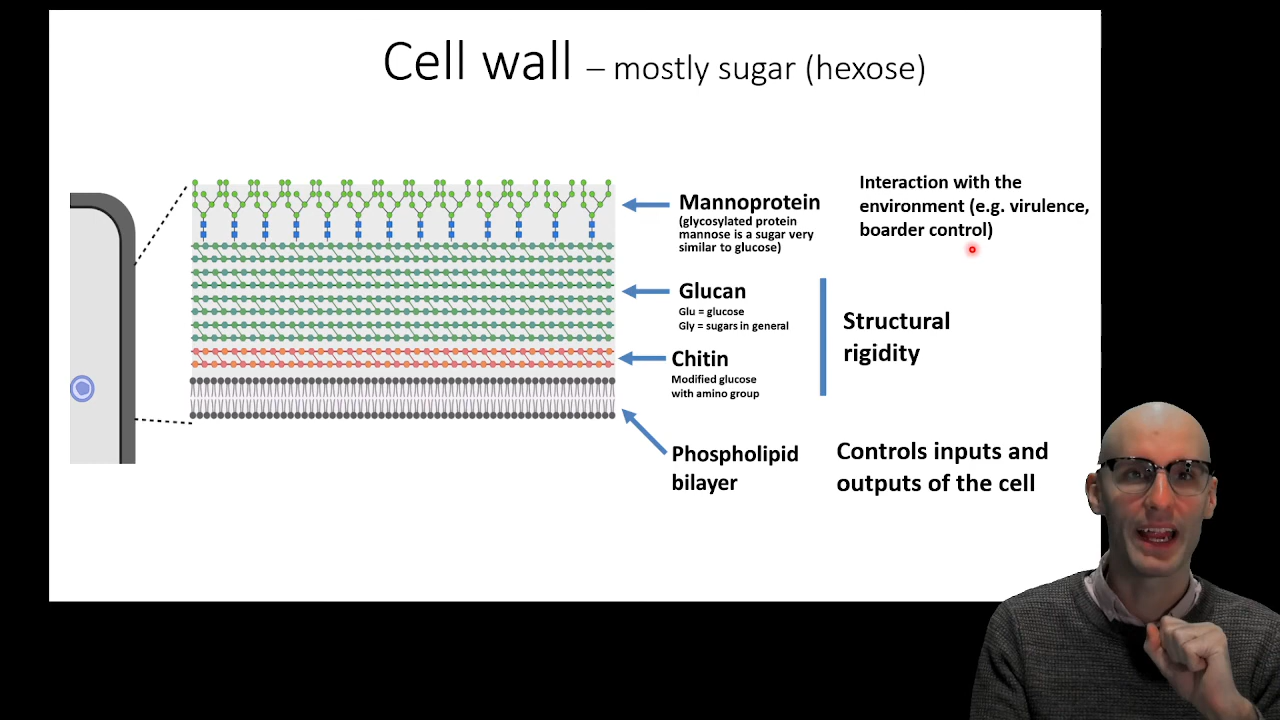 Cell wall – mostly sugar (hexose)
Mannoprotein
(glycosylated protein
mannose is a sugar very
similar to glucose)
Interaction with the
environment (e.g. virulence,
boarder control)
Glucan
Glu = glucose
Gly = sugars in general
Structural
rigidity
Chitin
Modified glucose
with amino group
Phospholipid
bilayer
Controls inputs and
outputs of the cell